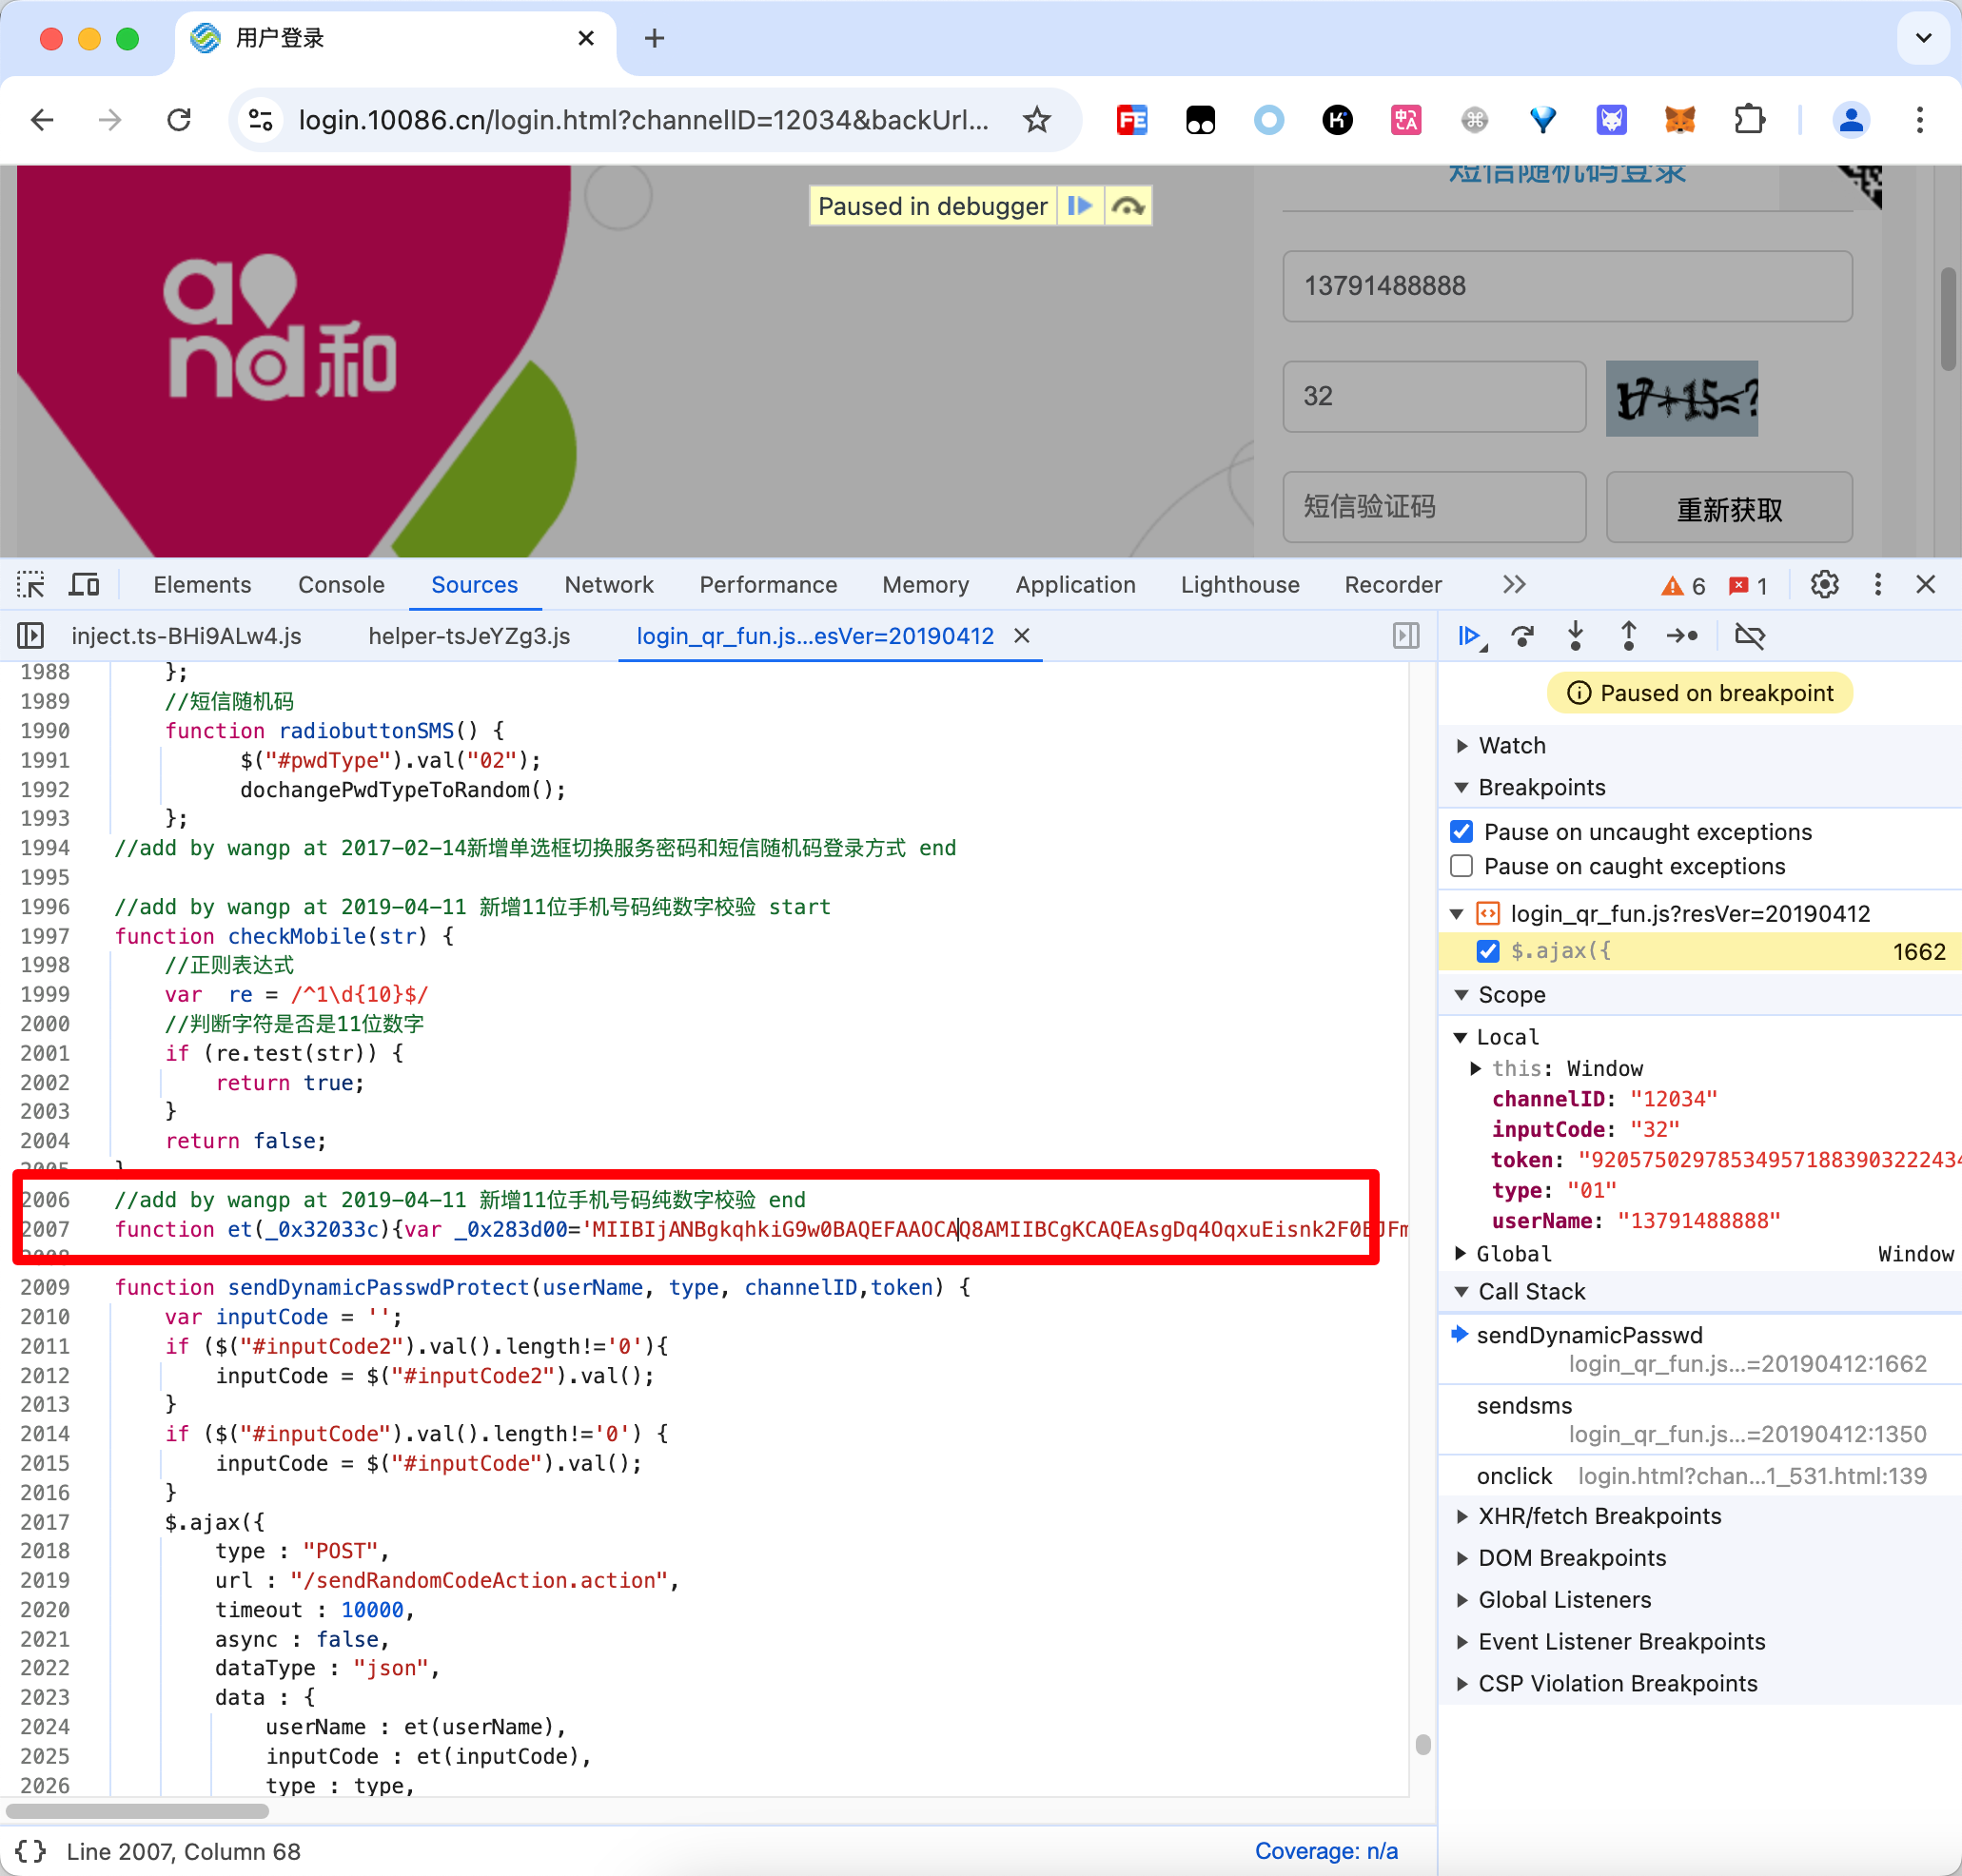 用户登录
login.10086.cn/login.html?channelID=12034&backUrl...
短信随机码登录
Paused in debugger
and和
13791488888
32
17+15=?
短信验证码
重新获取
Elements Console Sources Network Performance Memory Application Lighthouse Recorder 6 1
inject.ts-BHi9ALw4.js helper-tsJeYZg3.js login_qr_fun.js...esVer=20190412
1988 };
1989 //短信随机码
1990 function radiobuttonSMS() {
1991 $("#pwdType").val("02");
1992 dochangePwdTypeToRandom();
1993 };
1994 //add by wangp at 2017-02-14新增单选框切换服务密码和短信随机码登录方式 end
1995
1996 //add by wangp at 2019-04-11 新增11位手机号码纯数字校验 start
1997 function checkMobile(str) {
1998 //正则表达式
1999 var re = /^1\d{10}$/
2000 //判断字符是否是11位数字
2001 if (re.test(str)) {
2002 return true;
2003 }
2004 return false;
2005 }
2006 //add by wangp at 2019-04-11 新增11位手机号码纯数字校验 end
2007 function et(_0x32033c){var _0x283d00='MIIBIjANBgkqhkiG9w0BAQEFAAOCAQ8AMIIBCgKCAQEAsgDq4OqxuEisnk2F0EJFm
2008
2009 function sendDynamicPasswdProtect(userName, type, channelID,token) {
2010 var inputCode = '';
2011 if ($("#inputCode2").val().length!='0'){
2012 inputCode = $("#inputCode2").val();
2013 }
2014 if ($("#inputCode").val().length!='0') {
2015 inputCode = $("#inputCode").val();
2016 }
2017 $.ajax({
2018 type : "POST",
2019 url : "/sendRandomCodeAction.action",
2020 timeout : 10000,
2021 async : false,
2022 dataType : "json",
2023 data : {
2024 userName : et(userName),
2025 inputCode : et(inputCode),
2026 type : type,
{} Line 2007, Column 68
Coverage: n/a
Paused on breakpoint
Watch
Breakpoints
Pause on uncaught exceptions
Pause on caught exceptions
login_qr_fun.js?resVer=20190412
$.ajax({ 1662
Scope
Local
this: Window
channelID: "12034"
inputCode: "32"
token: "92057502978534957188390322243
type: "01"
userName: "13791488888"
Global Window
Call Stack
sendDynamicPasswd
login_qr_fun.js...=20190412:1662
sendsms
login_qr_fun.js...=20190412:1350
onclick login.html?chan...1_531.html:139
XHR/fetch Breakpoints
DOM Breakpoints
Global Listeners
Event Listener Breakpoints
CSP Violation Breakpoints